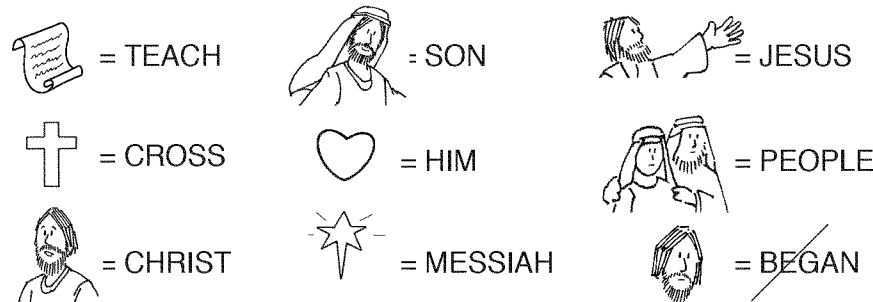 = TEACH = SON = JESUS
= CROSS = HIM = PEOPLE
= CHRIST = MESSIAH = BEGAN